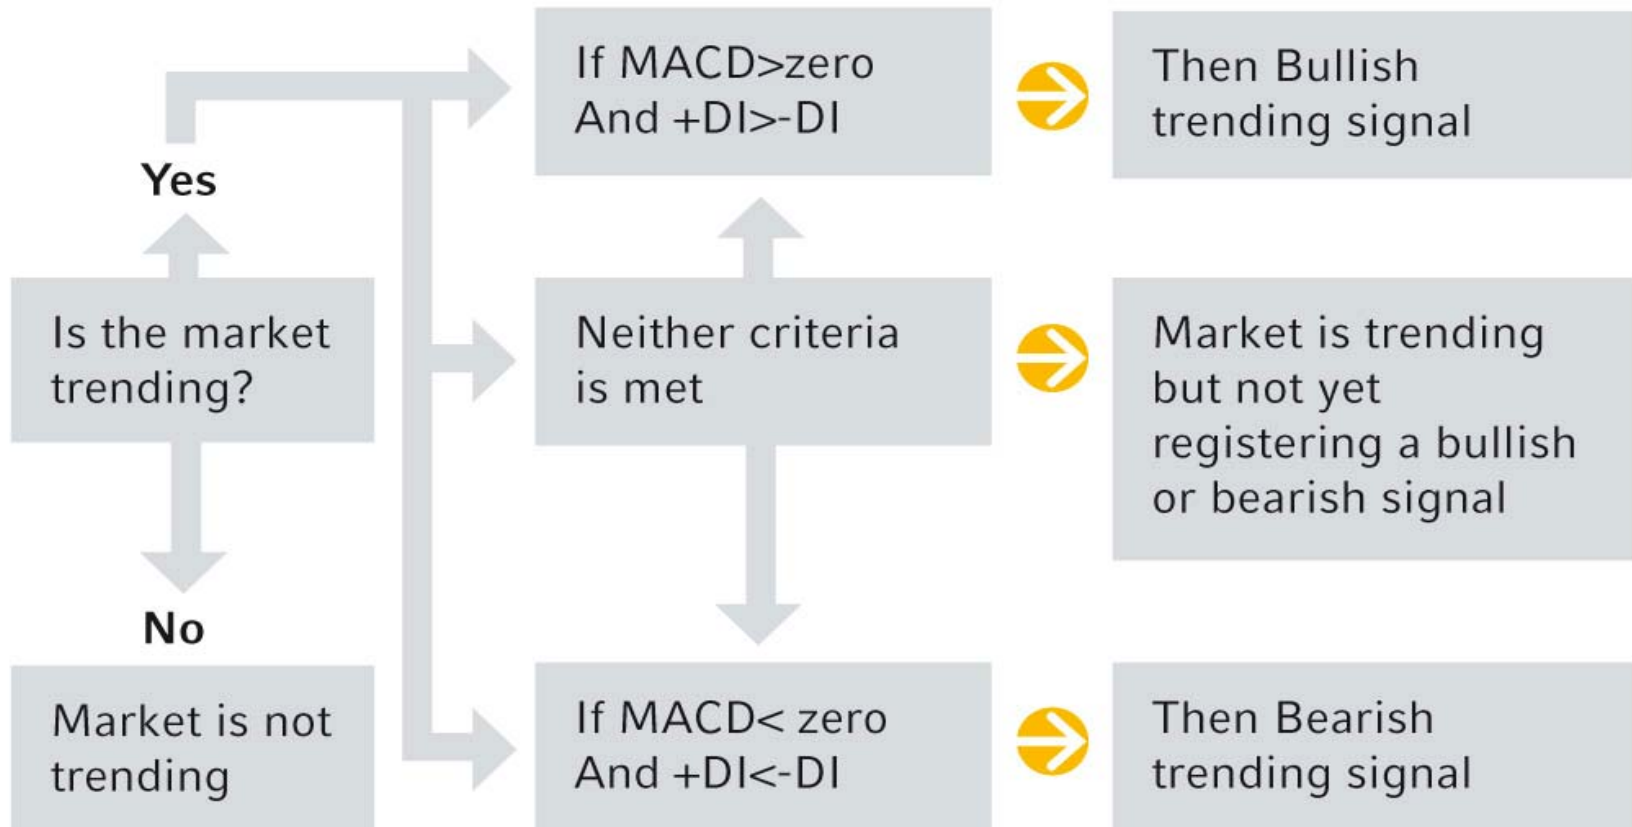 If MACD>zero
And +DI>-DI
Then Bullish
trending signal
Yes
Is the market
trending?
Neither criteria
is met
Market is trending
but not yet
registering a bullish
or bearish signal
No
Market is not
trending
If MACD< zero
And +DI<-DI
Then Bearish
trending signal